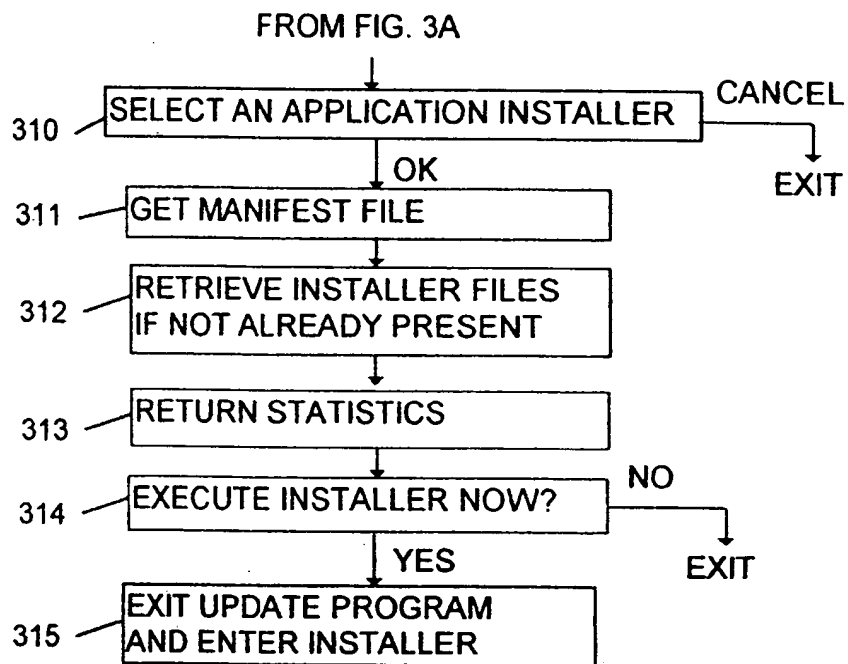 FROM FIG. 3A
310
SELECT AN APPLICATION INSTALLER
CANCEL
EXIT
OK
311
GET MANIFEST FILE
312
RETRIEVE INSTALLER FILES
IF NOT ALREADY PRESENT
313
RETURN STATISTICS
314
EXECUTE INSTALLER NOW?
NO
EXIT
YES
315
EXIT UPDATE PROGRAM
AND ENTER INSTALLER